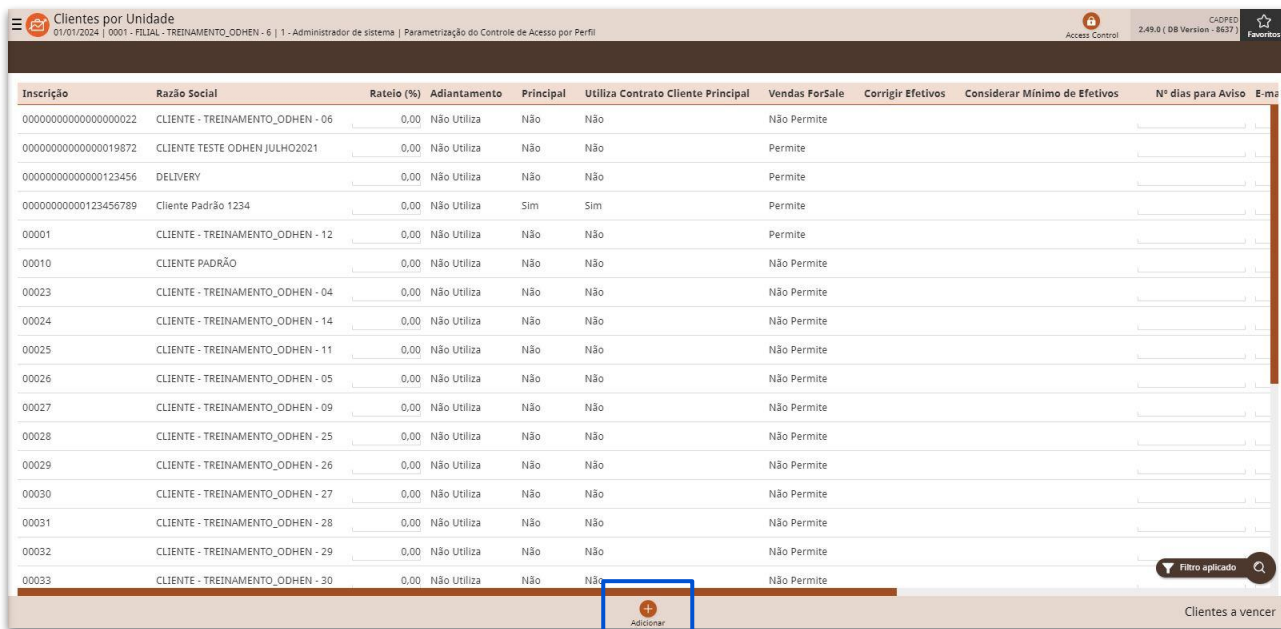 Clientes por Unidade
01/01/2024 | 0001 - FILIAL - TREINAMENTO_ODHEN - 6 | 1 - Administrador de sistema | Parametrização do Controle de Acesso por Perfil
Access Control
CADPED
2.49.0 ( DB Version - 8637 )
Favoritos
Inscrição Razão Social Rateio (%) Adiantamento Principal Utiliza Contrato Cliente Principal Vendas ForSale Corrigir Efetivos Considerar Mínimo de Efetivos Nº dias para Aviso E-ma
00000000000000000022 CLIENTE - TREINAMENTO_ODHEN - 06 0,00 Não Utiliza Não Não Não Permite
00000000000000019872 CLIENTE TESTE ODHEN JULHO2021 0,00 Não Utiliza Não Não Permite
00000000000000123456 DELIVERY 0,00 Não Utiliza Não Não Permite
00000000000123456789 Cliente Padrão 1234 0,00 Não Utiliza Sim Sim Permite
00001 CLIENTE - TREINAMENTO_ODHEN - 12 0,00 Não Utiliza Não Não Permite
00010 CLIENTE PADRÃO 0,00 Não Utiliza Não Não Não Permite
00023 CLIENTE - TREINAMENTO_ODHEN - 04 0,00 Não Utiliza Não Não Não Permite
00024 CLIENTE - TREINAMENTO_ODHEN - 14 0,00 Não Utiliza Não Não Não Permite
00025 CLIENTE - TREINAMENTO_ODHEN - 11 0,00 Não Utiliza Não Não Não Permite
00026 CLIENTE - TREINAMENTO_ODHEN - 05 0,00 Não Utiliza Não Não Não Permite
00027 CLIENTE - TREINAMENTO_ODHEN - 09 0,00 Não Utiliza Não Não Não Permite
00028 CLIENTE - TREINAMENTO_ODHEN - 25 0,00 Não Utiliza Não Não Não Permite
00029 CLIENTE - TREINAMENTO_ODHEN - 26 0,00 Não Utiliza Não Não Não Permite
00030 CLIENTE - TREINAMENTO_ODHEN - 27 0,00 Não Utiliza Não Não Não Permite
00031 CLIENTE - TREINAMENTO_ODHEN - 28 0,00 Não Utiliza Não Não Não Permite
00032 CLIENTE - TREINAMENTO_ODHEN - 29 0,00 Não Utiliza Não Não Não Permite
00033 CLIENTE - TREINAMENTO_ODHEN - 30 0,00 Não Utiliza Não Não Não Permite
Filtro aplicado
Adicionar
Clientes a vencer